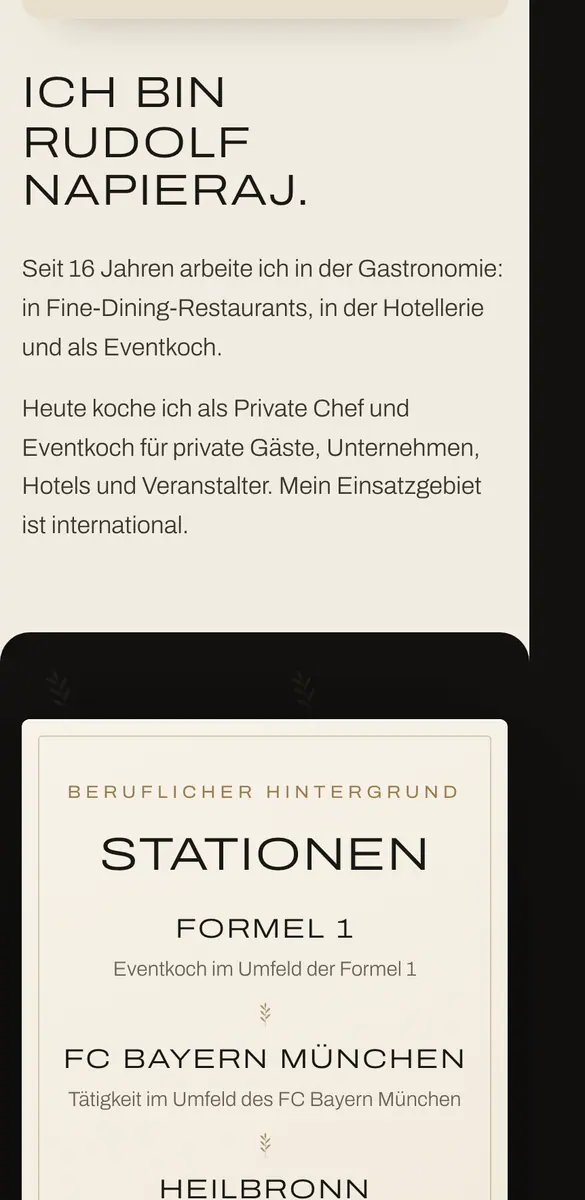 ICH BIN
RUDOLF
NAPIERAJ.
Seit 16 Jahren arbeite ich in der Gastronomie:
in Fine-Dining-Restaurants, in der Hotellerie
und als Eventkoch.
Heute koche ich als Private Chef und
Eventkoch für private Gäste, Unternehmen,
Hotels und Veranstalter. Mein Einsatzgebiet
ist international.
BERUFLICHER HINTERGRUND
STATIONEN
FORMEL 1
Eventkoch im Umfeld der Formel 1
FC BAYERN MÜNCHEN
Tätigkeit im Umfeld des FC Bayern München
HEILBRONN